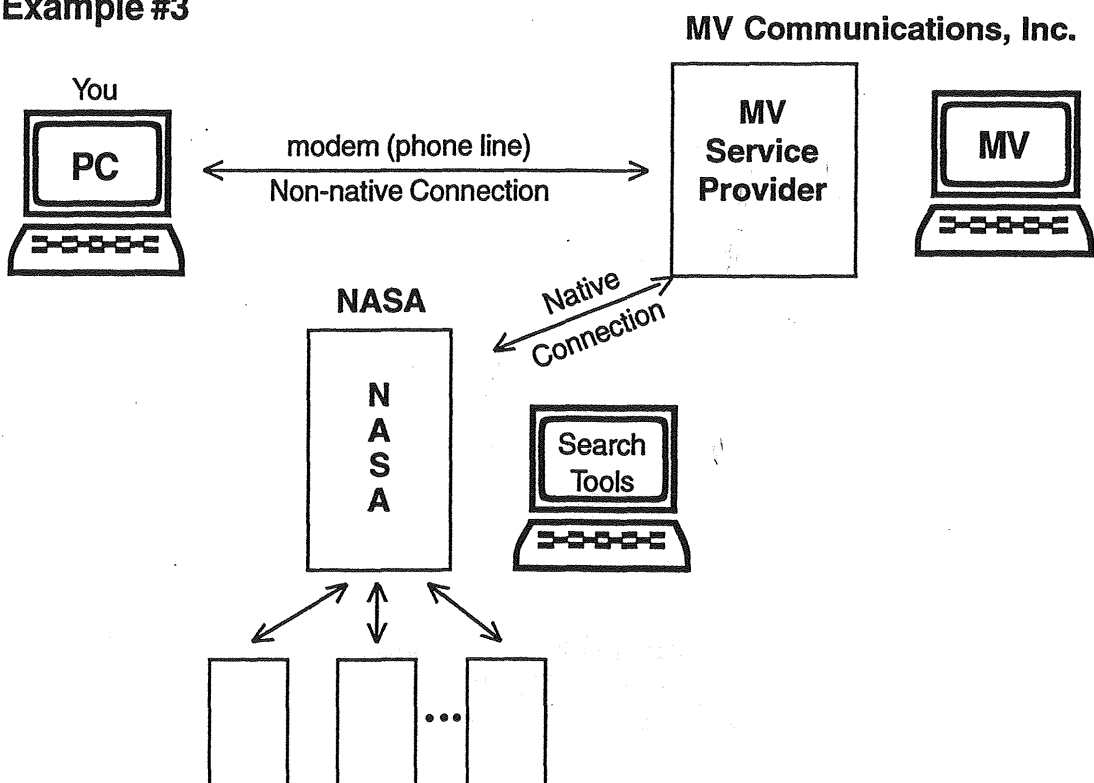 Example #3
MV Communications, Inc.
You
PC
modem (phone line)
Non-native Connection
MV
Service
Provider
MV
Native
Connection
NASA
N
A
S
A
Search
Tools